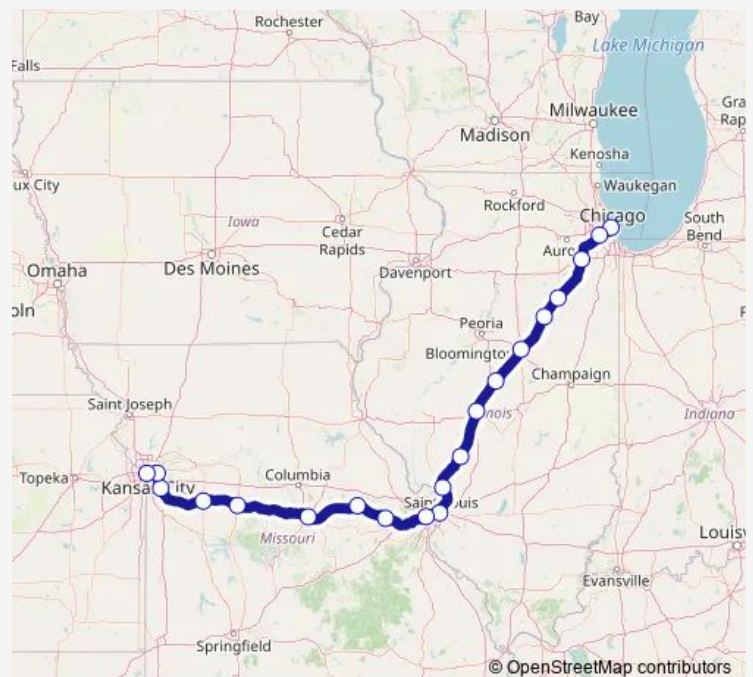 Rochester
Bay
Lake Michigan
Falls
Gra
Rap
Milwaukee
Madison
Kenosha
ux City
Waukegan
Rockford
Iowa
Chicago
South
Bend
Cedar
Rapids
Auro
Des Moines
Davenport
Omaha
oln
Peoria
Bloomingto
Champaign
Saint Joseph
inois
Indiana
Topeka
Columbia
Kansas City
Saint Louis
Missouri
Louisv
Evansville
Springfield
© OpenStreetMap contributors